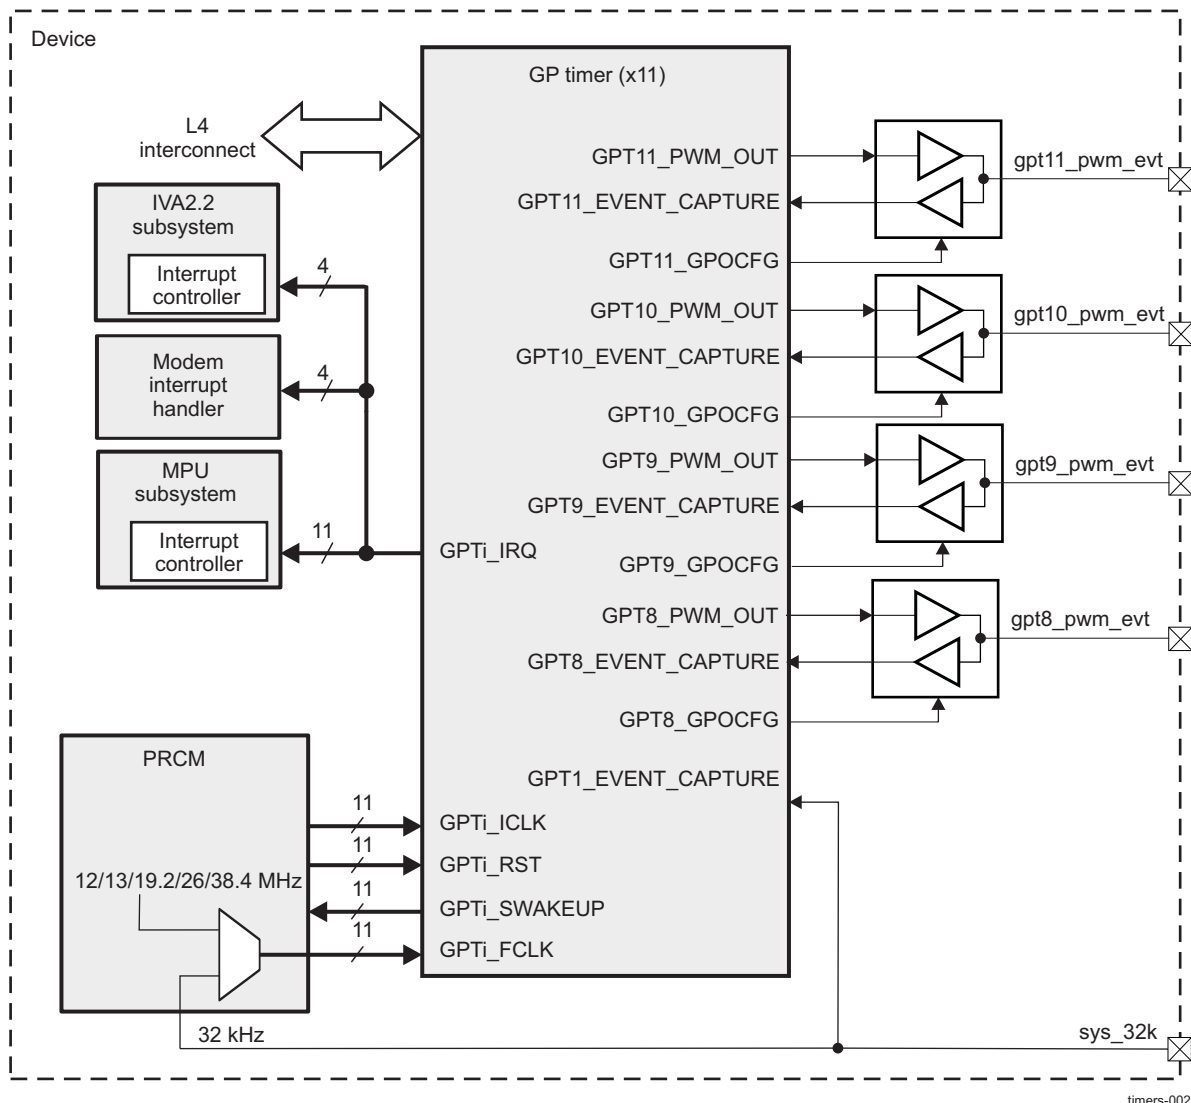 Device
GP timer (x11)
L4
interconnect
IVA2.2
subsystem
Interrupt
controller
4
Modem
interrupt
handler
4
MPU
subsystem
Interrupt
controller
11
GPTi_IRQ
GPT11_PWM_OUT
GPT11_EVENT_CAPTURE
GPT11_GPOCFG
gpt11_pwm_evt
GPT10_PWM_OUT
GPT10_EVENT_CAPTURE
GPT10_GPOCFG
gpt10_pwm_evt
GPT9_PWM_OUT
GPT9_EVENT_CAPTURE
GPT9_GPOCFG
gpt9_pwm_evt
GPT8_PWM_OUT
GPT8_EVENT_CAPTURE
GPT8_GPOCFG
gpt8_pwm_evt
GPT1_EVENT_CAPTURE
PRCM
12/13/19.2/26/38.4 MHz
11
GPTi_ICLK
11
GPTi_RST
11
GPTi_SWAKEUP
11
GPTi_FCLK
32 kHz
sys_32k
timers-002